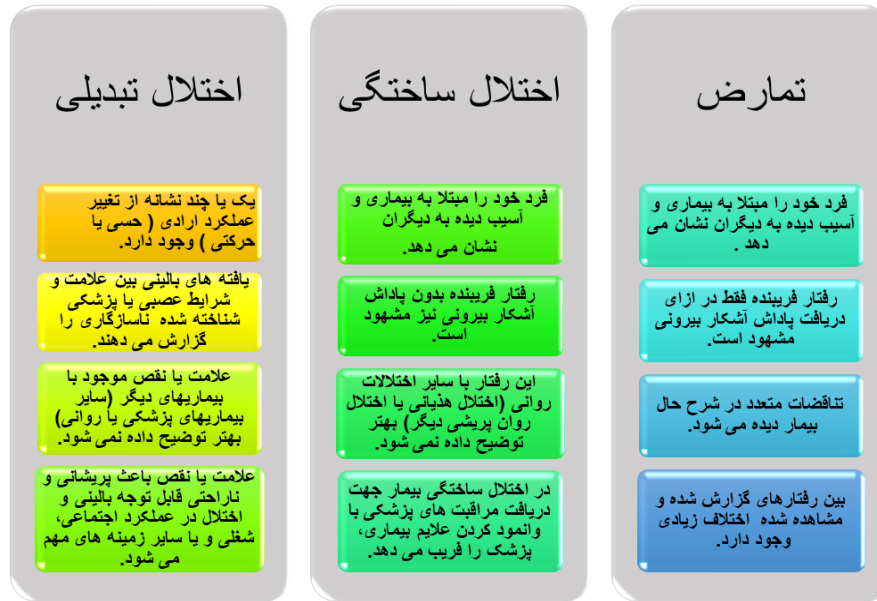 تمارض
فرد خود را مبتلا به بیماری و
آسیب دیده به دیگران نشان می
دهد .
رفتار فریبنده فقط در ازای
دریافت پاداش آشکار بیرونی
مشهود است.
تناقضات متعدد در شرح حال
بیمار دیده می شود.
بین رفتارهای گزارش شده و
مشاهده شده اختلاف زیادی
وجود دارد.
اختلال ساختگی
فرد خود را مبتلا به بیماری و
آسیب دیده به دیگران
نشان می دهد.
رفتار فریبنده بدون پاداش
آشکار بیرونی نیز مشهود
است.
این رفتار با سایر اختلالات
روانی (اختلال هذیانی یا اختلال
روان پریشی دیگر) بهتر
توضیح داده نمی شود.
در اختلال ساختگی بیمار جهت
دریافت مراقبت های پزشکی با
وانمود کردن علایم بیماری،
پزشک را فریب می دهد.
اختلال تبدیلی
یک یا چند نشانه از تغییر
عملکرد ارادی ( حسی یا
حرکتی ) وجود دارد.
یافته های بالینی بین علامت و
شرایط عصبی یا پزشکی
شناخته شده ناسازگاری را
گزارش می دهند.
علامت یا نقص موجود با
بیماریهای دیگر (سایر
بیماریهای پزشکی یا روانی)
بهتر توضیح داده نمی شود.
علامت یا نقص باعث پریشانی و
ناراحتی قابل توجه بالینی و
اختلال در عملکرد اجتماعی،
شغلی و یا سایر زمینه های مهم
می شود.